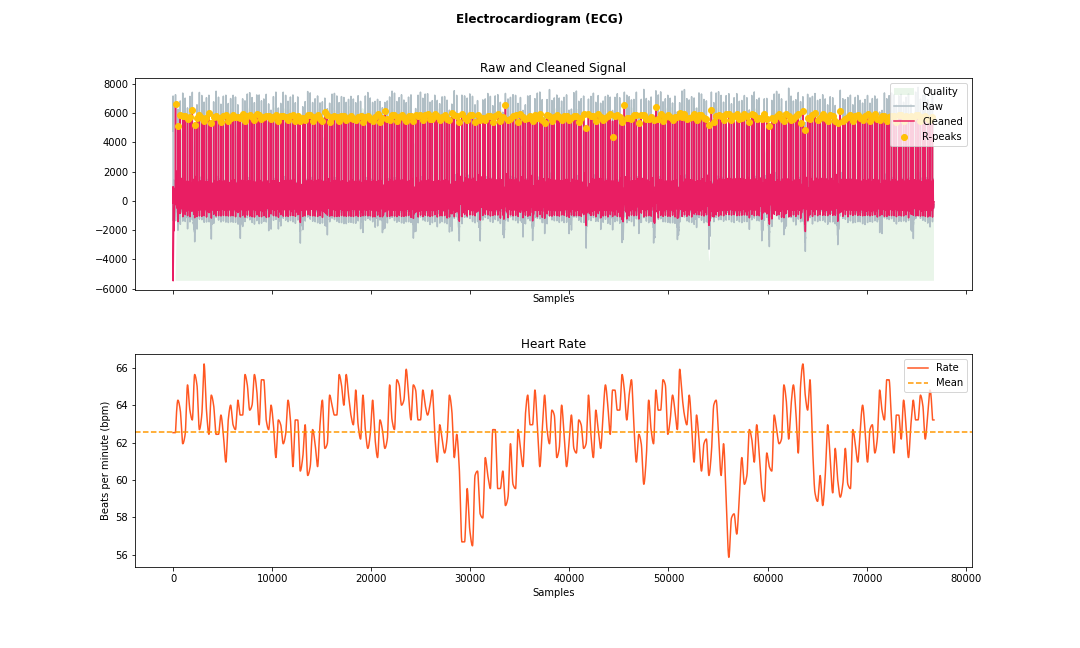 Electrocardiogram (ECG)
Raw and Cleaned Signal
8000
6000
4000
2000
0
−2000
−4000
−6000
Quality
Raw
Cleaned
R-peaks
Samples
Heart Rate
Beats per minute (bpm)
66
64
62
60
58
56
Rate
Mean
0 10000 20000 30000 40000 50000 60000 70000 80000
Samples